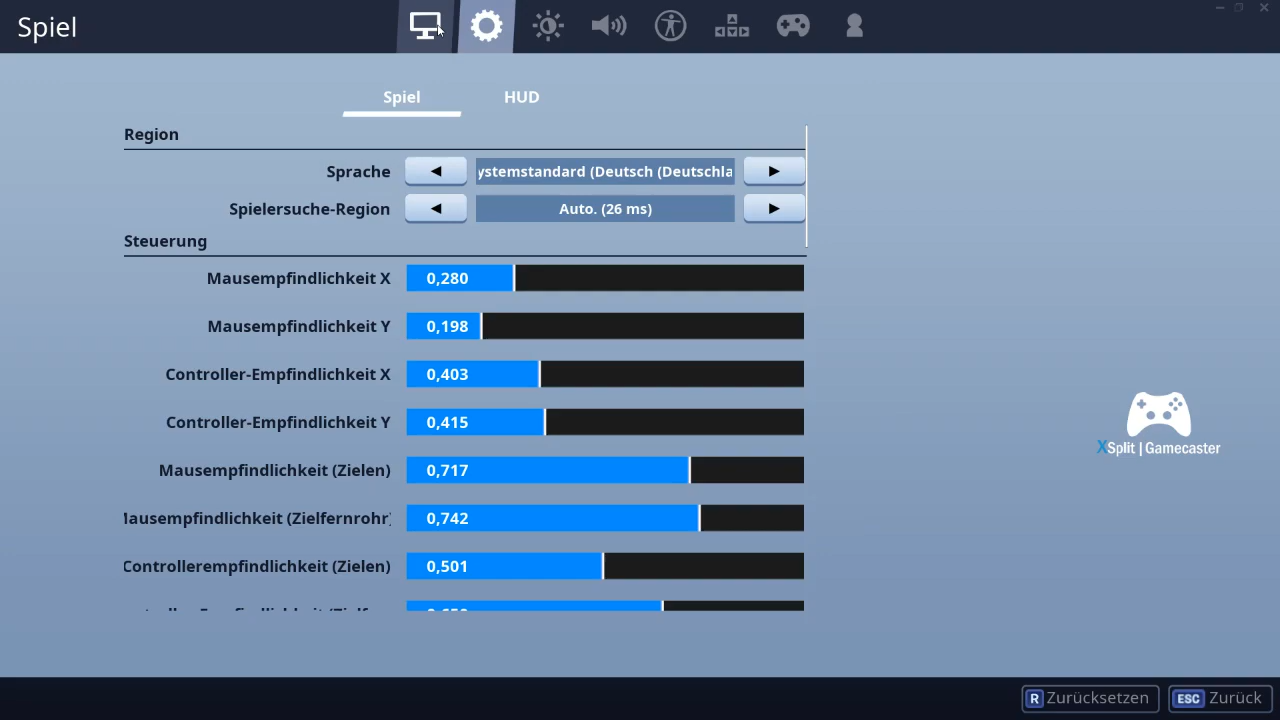 Spiel
Spiel
HUD
Region
Sprache
ystemstandard (Deutsch (Deutschla
Spielersuche-Region
Auto. (26 ms)
Steuerung
Mausempfindlichkeit X
0,280
Mausempfindlichkeit Y
0,198
Controller-Empfindlichkeit X
0,403
Controller-Empfindlichkeit Y
0,415
Mausempfindlichkeit (Zielen)
0,717
ausempfindlichkeit (Zielfernrohr)
0,742
Controllerempfindlichkeit (Zielen)
0,501
XSplit | Gamecaster
R Zurücksetzen
ESC Zurück